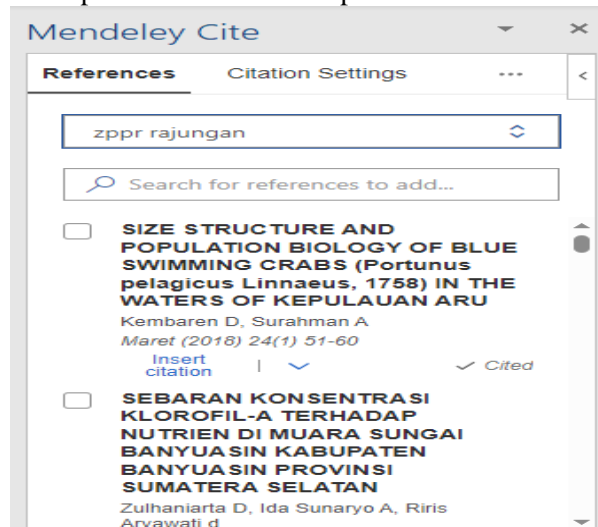 Mendeley Cite
References Citation Settings ...
zppr rajungan
Search for references to add...
SIZE STRUCTURE AND
POPULATION BIOLOGY OF BLUE
SWIMMING CRABS (Portunus
pelagicus Linnaeus, 1758) IN THE
WATERS OF KEPULAUAN ARU
Kembaren D, Surahman A
Maret (2018) 24(1) 51-60
Insert
citation | Cited
SEBARAN KONSENTRASI
KLOROFIL-A TERHADAP
NUTRIEN DI MUARA SUNGAI
BANYUASIN KABUPATEN
BANYUASIN PROVINSI
SUMATERA SELATAN
Zulhaniarta D, Ida Sunaryo A, Riris
Aryawati d